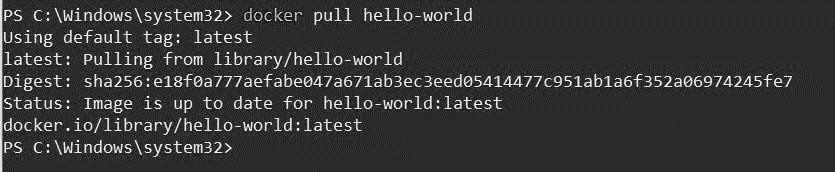 PS C:\Windows\system32> docker pull hello-world
Using default tag: latest
latest: Pulling from library/hello-world
Digest: sha256:e18f0a777aefabe047a671ab3ec3eed05414477c951ab1a6f352a06974245fe7
Status: Image is up to date for hello-world:latest
docker.io/library/hello-world:latest
PS C:\Windows\system32>